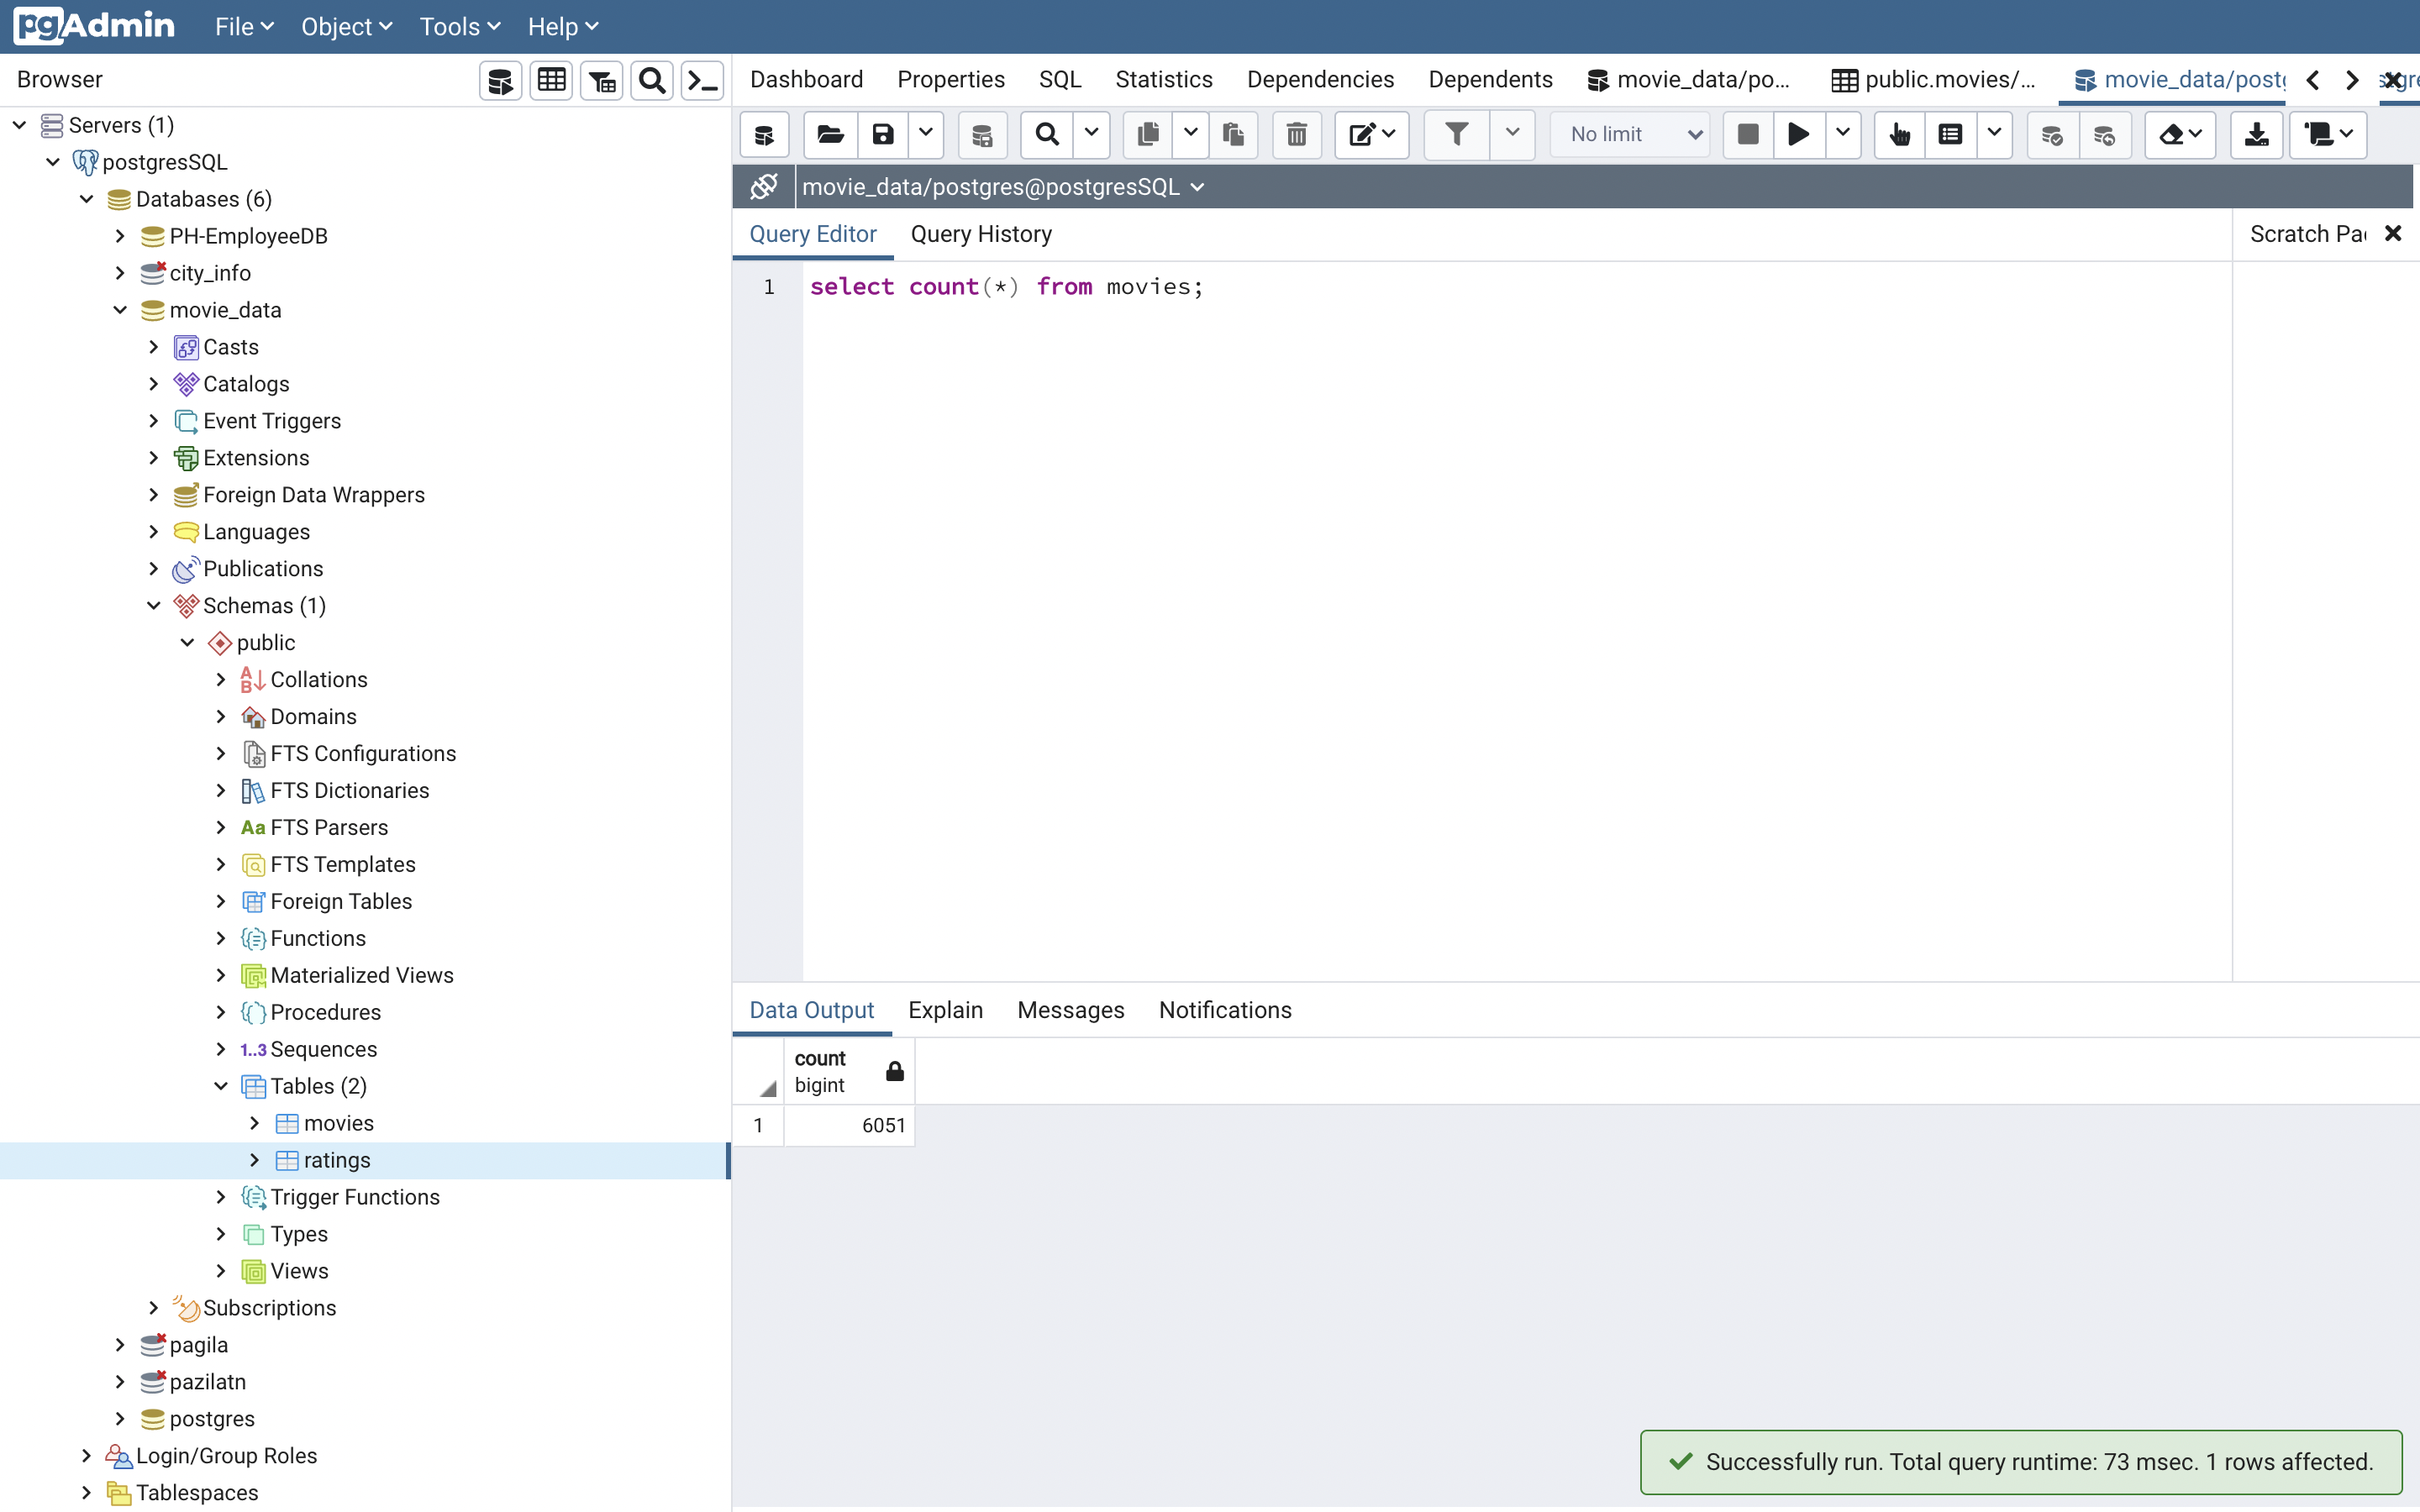 pgAdmin File Object Tools Help
Browser
Dashboard Properties SQL Statistics Dependencies Dependents movie_data/po... public.movies/... movie_data/postg
No limit
movie_data/postgres@postgresSQL
Query Editor Query History
Scratch Pa
1 select count(*) from movies;
Data Output Explain Messages Notifications
count
bigint
1 6051
Successfully run. Total query runtime: 73 msec. 1 rows affected.
Servers (1)
postgresSQL
Databases (6)
PH-EmployeeDB
city_info
movie_data
Casts
Catalogs
Event Triggers
Extensions
Foreign Data Wrappers
Languages
Publications
Schemas (1)
public
Collations
Domains
FTS Configurations
FTS Dictionaries
Aa FTS Parsers
FTS Templates
Foreign Tables
Functions
Materialized Views
Procedures
1..3 Sequences
Tables (2)
movies
ratings
Trigger Functions
Types
Views
Subscriptions
pagila
pazilatn
postgres
Login/Group Roles
Tablespaces